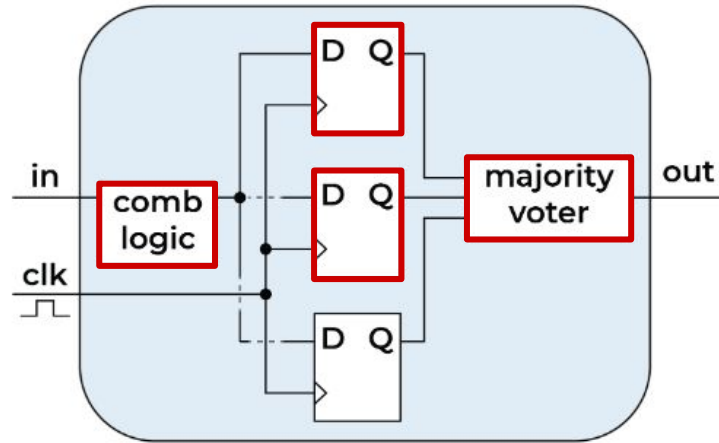 D Q
in
comb
logic
D Q
majority
voter
out
clk
D Q